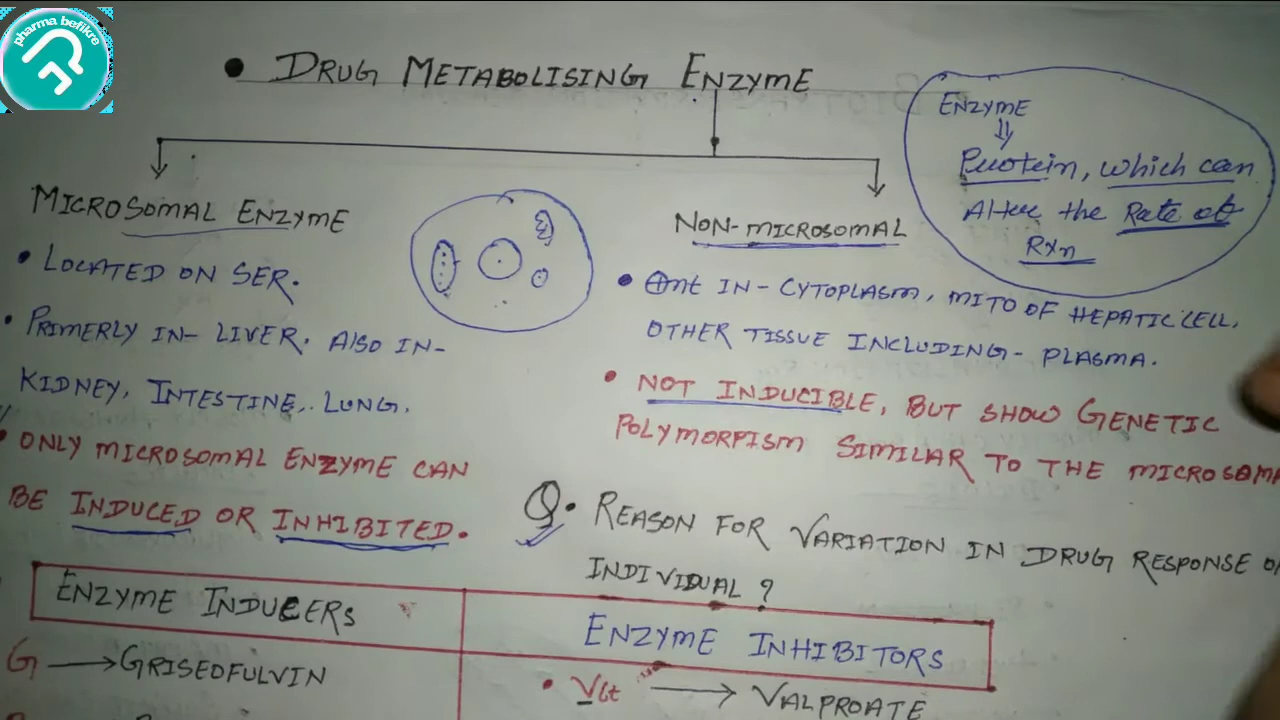 pharma befikre
• DRUG METABOLISING ENZYME
ENZYME
⇓
Protein, which can
Alter the Rate of
Rxn
MICROSOMAL ENZYME
• LOCATED ON SER.
• PRIMERLY IN- LIVER. ALSO IN-
KIDNEY, INTESTINE, LUNG.
• ONLY MICROSOMAL ENZYME CAN
BE INDUCED OR INHIBITED.
NON-MICROSOMAL
IN- CYTOPLASM, MITO OF HEPATIC CELL,
OTHER TISSUE INCLUDING- PLASMA.
• NOT INDUCIBLE, BUT SHOW GENETIC
POLYMORPISM SIMILAR TO THE MICROSOMA
Q. REASON FOR VARIATION IN DRUG RESPONSE
INDIVIDUAL ?
ENZYME INDUCERS
ENZYME INHIBITORS
G → GRISEOFULVIN
• → VALPROATE